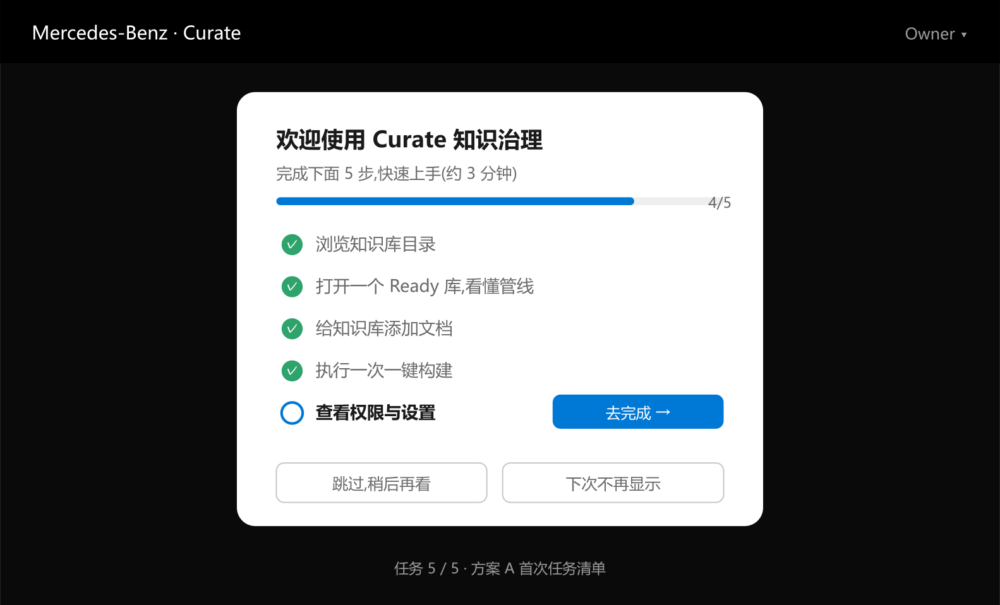 Mercedes-Benz · Curate
Owner ▾
欢迎使用 Curate 知识治理
完成下面 5 步,快速上手(约 3 分钟)
4/5
浏览知识库目录
打开一个 Ready 库,看懂管线
给知识库添加文档
执行一次一键构建
查看权限与设置
去完成 →
跳过,稍后再看
下次不再显示
任务 5 / 5 · 方案 A 首次任务清单